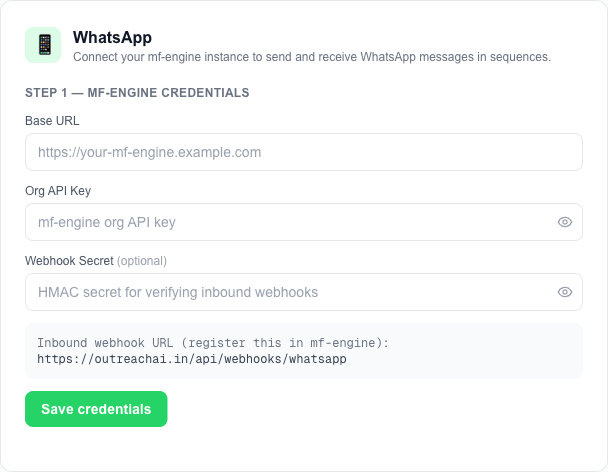 WhatsApp
Connect your mf-engine instance to send and receive WhatsApp messages in sequences.
STEP 1 — MF-ENGINE CREDENTIALS
Base URL
https://your-mf-engine.example.com
Org API Key
mf-engine org API key
Webhook Secret (optional)
HMAC secret for verifying inbound webhooks
Inbound webhook URL (register this in mf-engine):
https://outreachai.in/api/webhooks/whatsapp
Save credentials